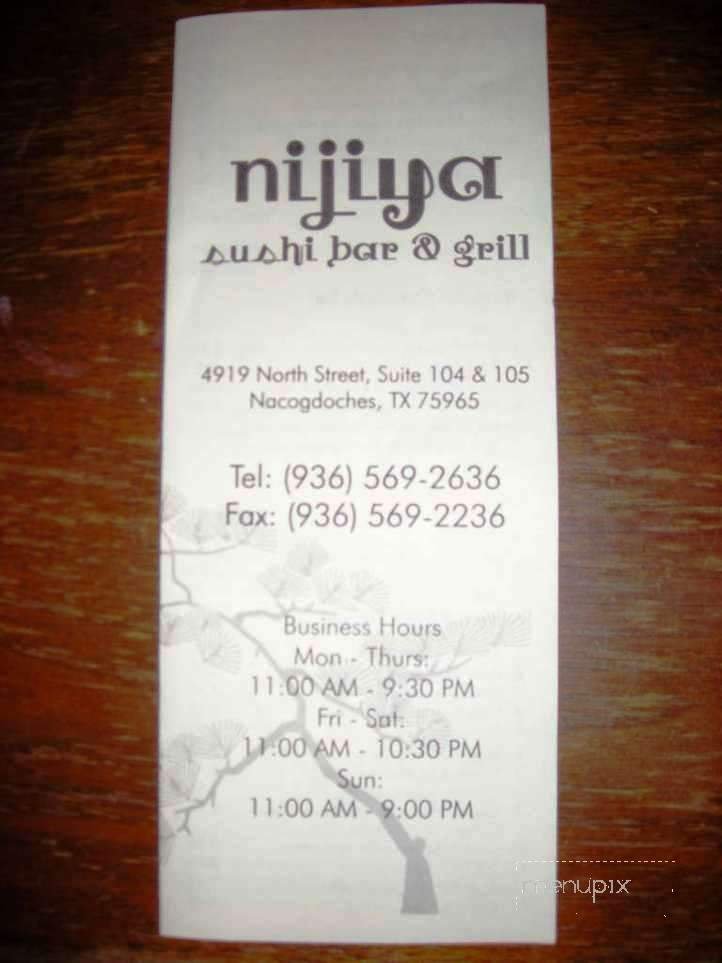 nijiya
sushi bar & grill
4919 North Street, Suite 104 & 105
Nacogdoches, TX 75965
Tel: (936) 569-2636
Fax: (936) 569-2236
Business Hours
Mon - Thurs:
11:00 AM - 9:30 PM
Fri - Sat:
11:00 AM - 10:30 PM
Sun:
11:00 AM - 9:00 PM
menupix